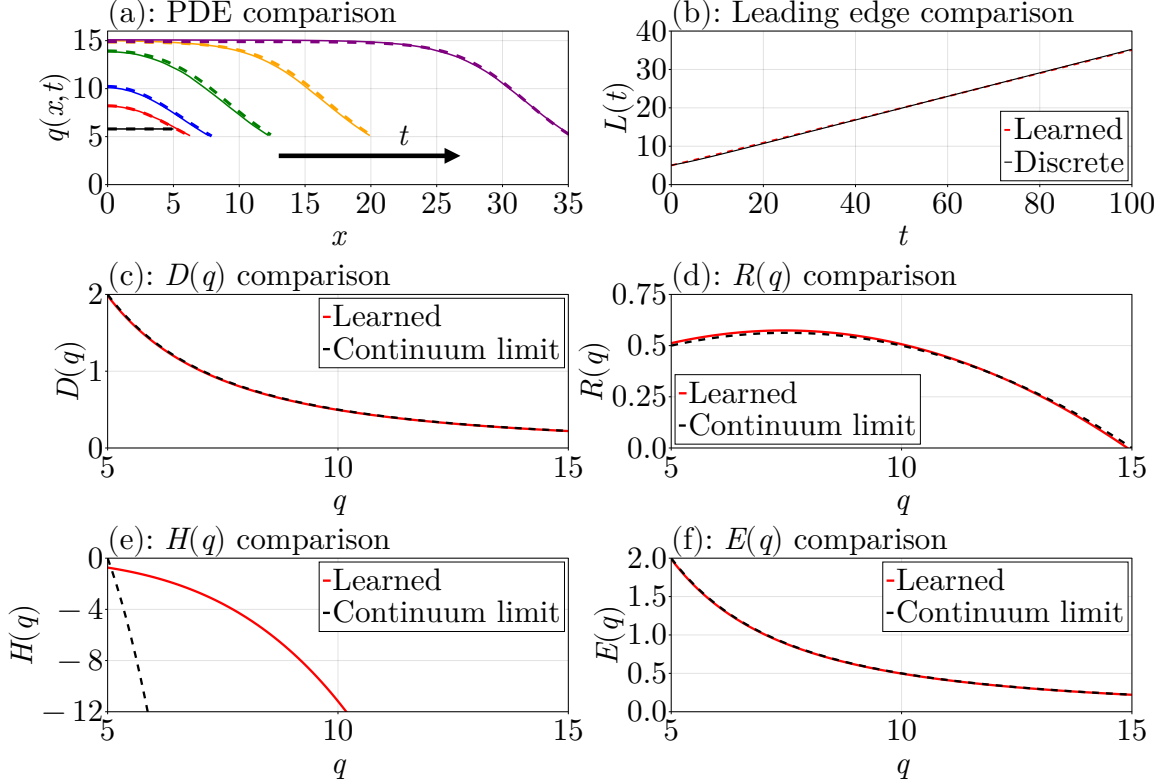 (a): PDE comparison
q(x,t)
15
10
5
0
t
0 5 10 15 20 25 30 35
x
(b): Leading edge comparison
L(t)
40
30
20
10
0
Learned
Discrete
0 20 40 60 80 100
t
(c): D(q) comparison
D(q)
2
1
0
Learned
Continuum limit
5 10 15
q
(d): R(q) comparison
R(q)
0.75
0.5
0.25
0.0
Learned
Continuum limit
5 10 15
q
(e): H(q) comparison
H(q)
0
−4
−8
−12
Learned
Continuum limit
5 10 15
q
(f): E(q) comparison
E(q)
2.0
1.5
1.0
0.5
0.0
Learned
Continuum limit
5 10 15
q